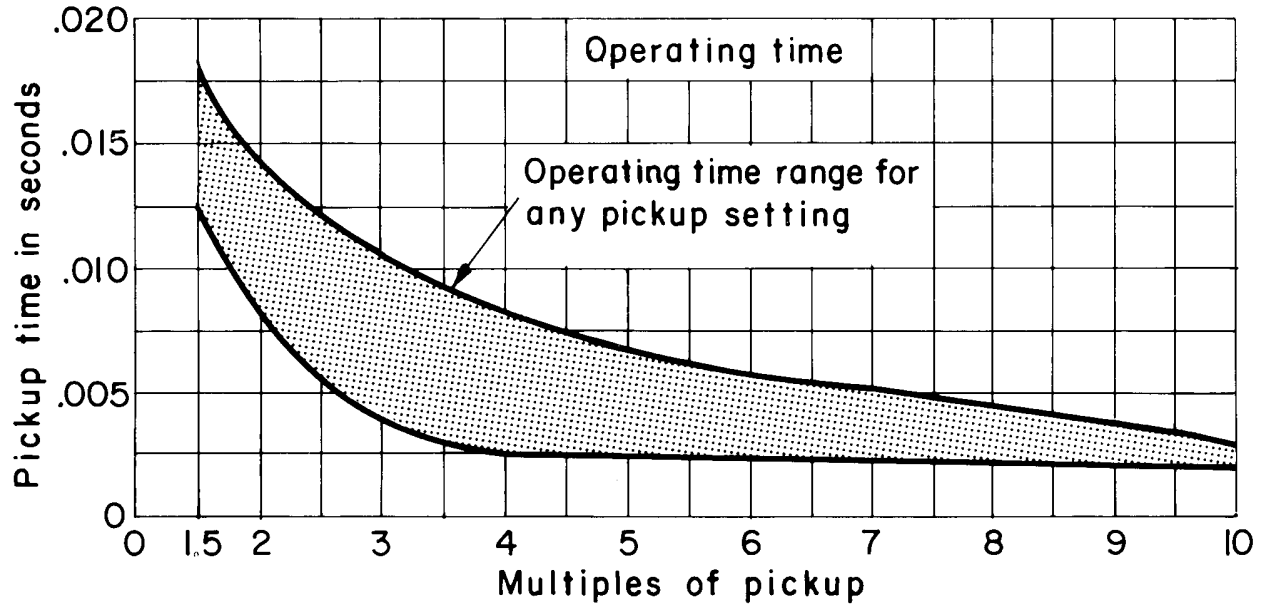 .020
Operating time
.015
Operating time range for
any pickup setting
.010
.005
0
Pickup time in seconds
0 1.5 2 3 4 5 6 7 8 9 10
Multiples of pickup